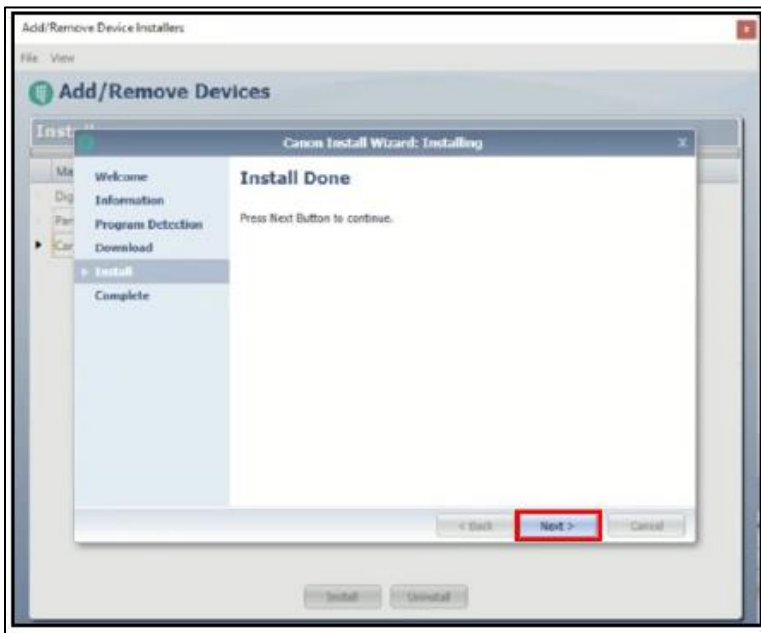 Add/Remove Device Installers
File View
Add/Remove Devices
Canon Install Wizard: Installing
x
Welcome
Information
Program Detection
Download
Install
Complete
Install Done
Press Next Button to continue.
< Back Next > Cancel
Install Uninstall